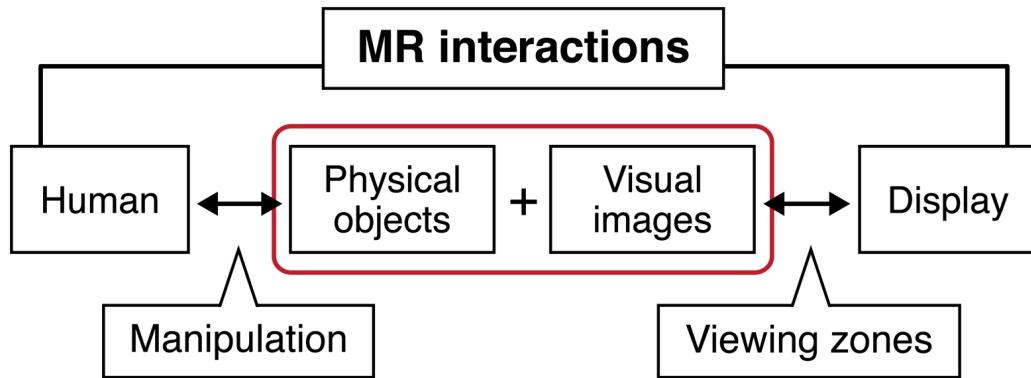 MR interactions
Human
Physical
objects
+
Visual
images
Display
Manipulation
Viewing zones